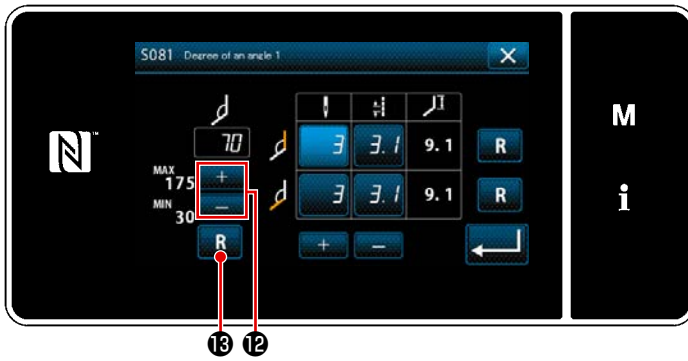 S081 Degree of an angle 1
X
M
i
N
70
MAX 175
MIN 30
+
−
R
3 3.1 9.1 R
3 3.1 9.1 R
+ −
⓭ ⓬